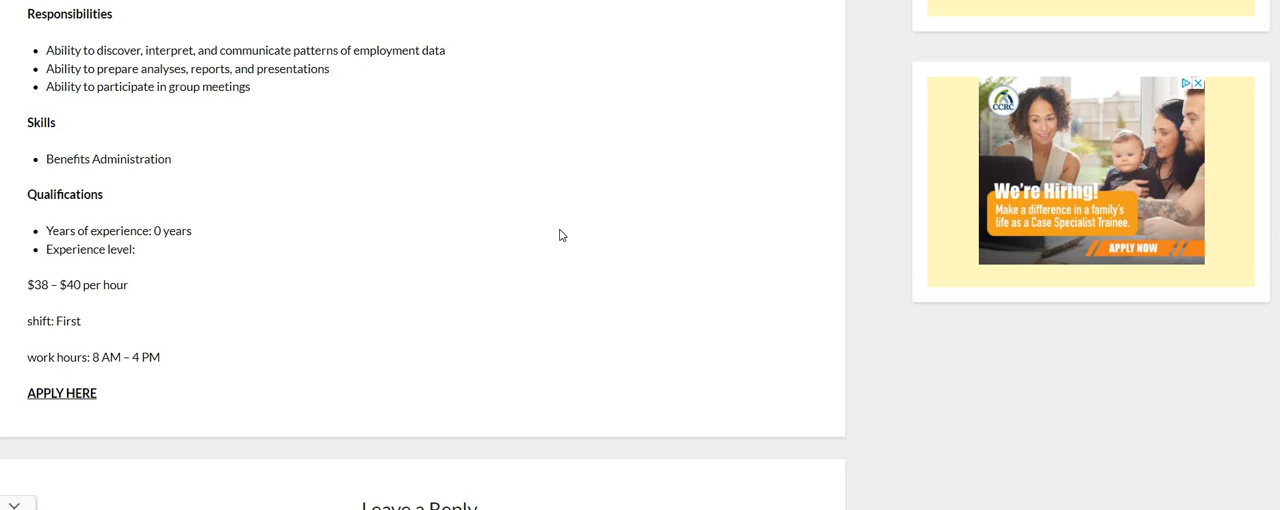 Responsibilities
Ability to discover, interpret, and communicate patterns of employment data
Ability to prepare analyses, reports, and presentations
Ability to participate in group meetings
Skills
Benefits Administration
Qualifications
Years of experience: 0 years
Experience level:
$38 – $40 per hour
shift: First
work hours: 8 AM – 4 PM
APPLY HERE
Leave a Reply
CCRC
We're Hiring!
Make a difference in a family's
life as a Case Specialist Trainee.
APPLY NOW